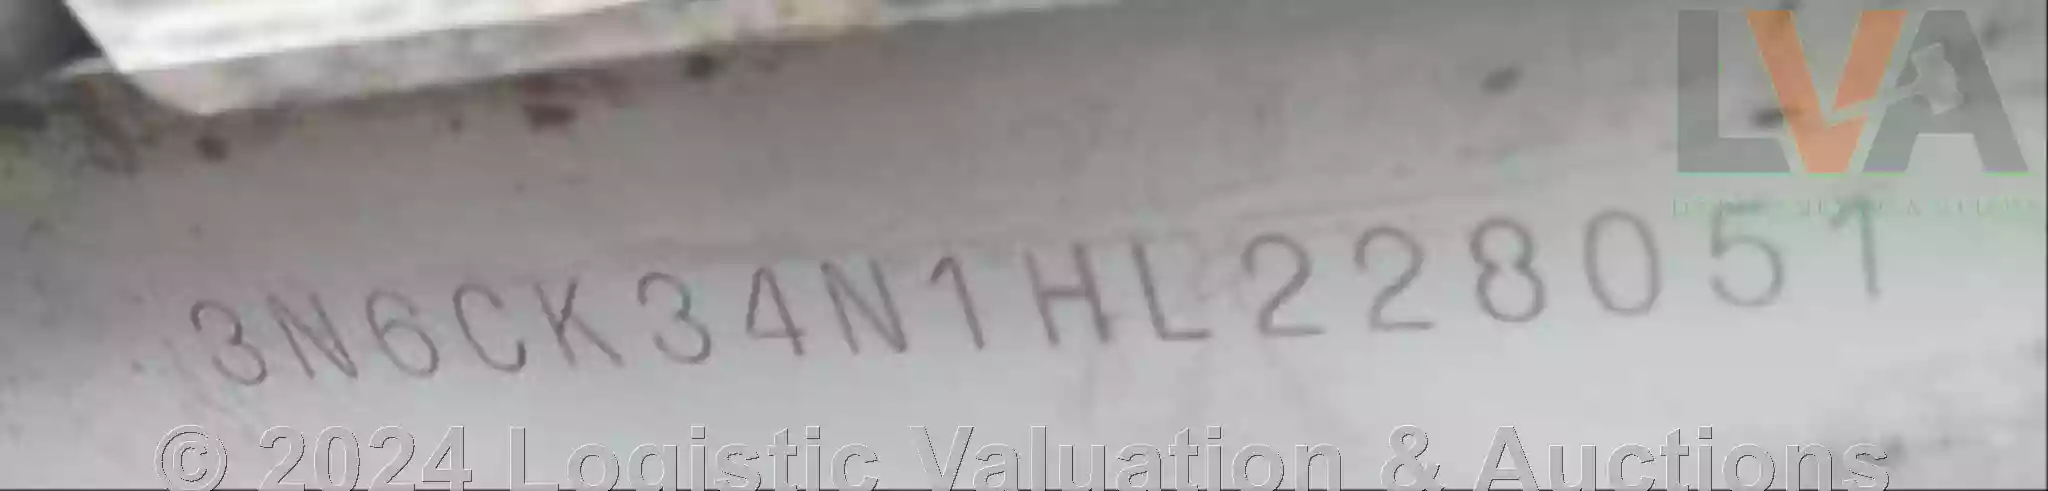 LVA
3N6CK34N1HL228051
© 2024 Logistic Valuation & Auctions